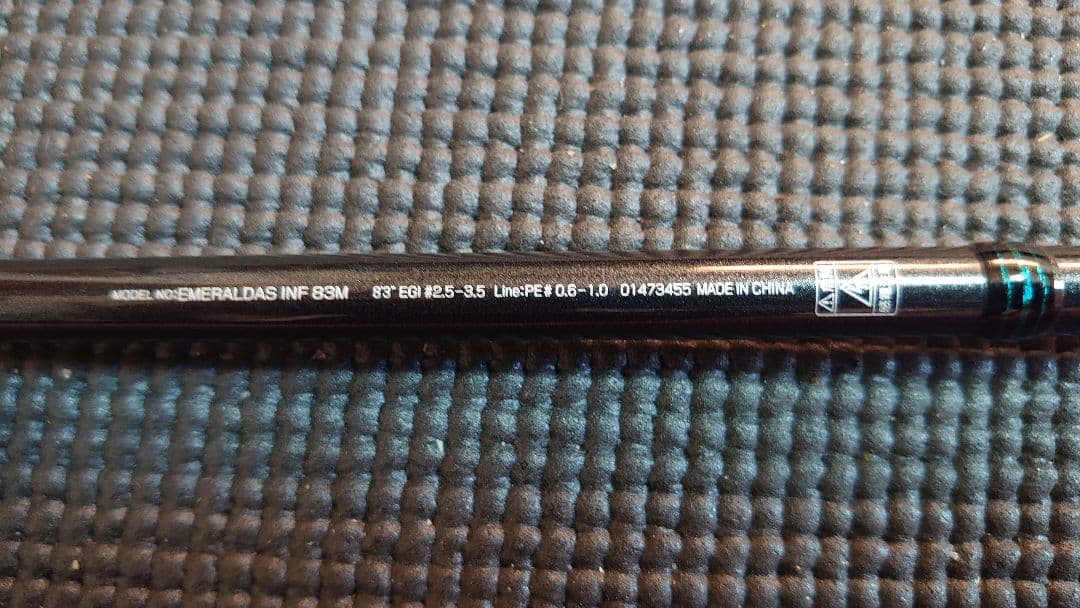 MODEL NO:EMERALDAS INF 83M 8'3" EGI #2.5-3.5 Line:PE# 0.6-1.0 01473455 MADE IN CHINA